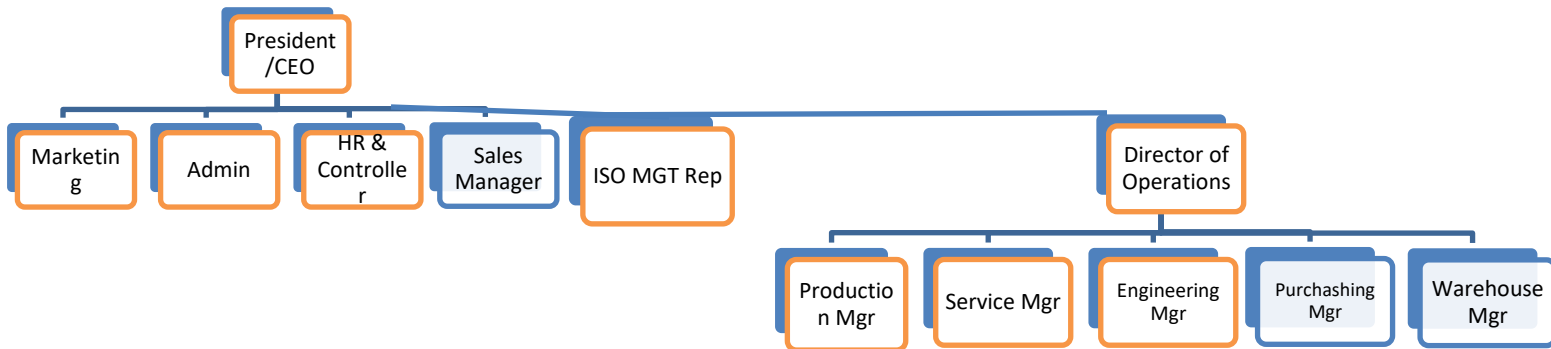 President
/CEO
Marketin
g
Admin
HR &
Controlle
r
Sales
Manager
ISO MGT Rep
Director of
Operations
Productio
n Mgr
Service Mgr
Engineering
Mgr
Purchashing
Mgr
Warehouse
Mgr